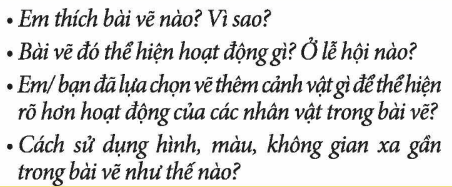 • Em thích bài vẽ nào? Vì sao?
• Bài vẽ đó thể hiện hoạt động gì? Ở lễ hội nào?
• Em/ bạn đã lựa chọn vẽ thêm cảnh vật gì để thể hiện
rõ hơn hoạt động của các nhân vật trong bài vẽ?
• Cách sử dụng hình, màu, không gian xa gần
trong bài vẽ như thế nào?